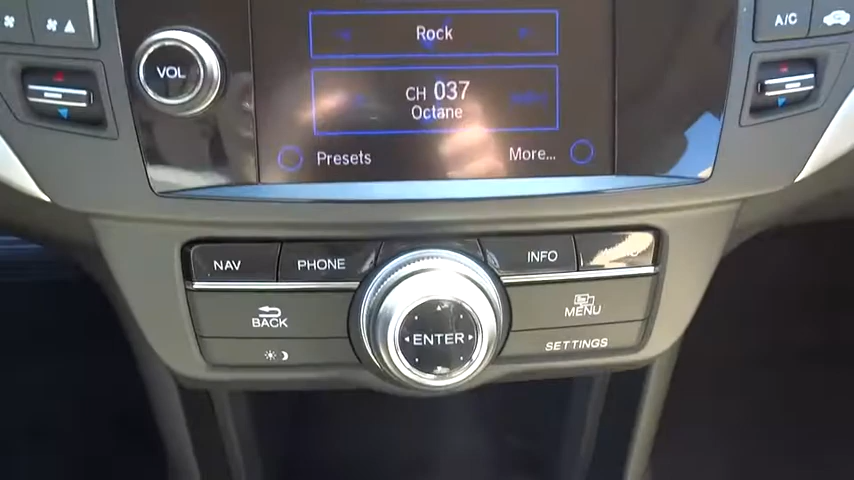 VOL
Rock
CH 037
Octane
Presets
More...
A/C
NAV
PHONE
INFO
BACK
ENTER
MENU
SETTINGS